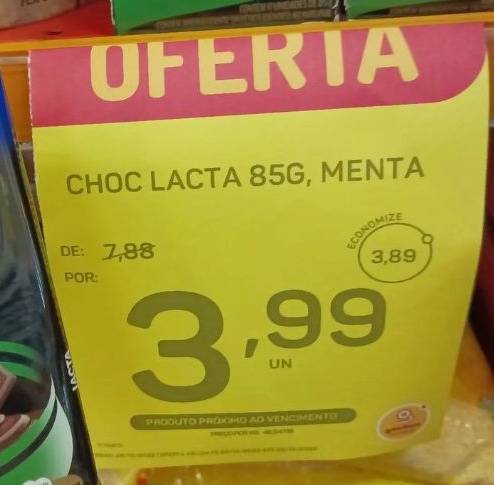 OFERTA
CHOC LACTA 85G, MENTA
DE: 7,88
ECONOMIZE
3,89
POR:
3,99
UN
PRODUTO PRÓXIMO AO VENCIMENTO
LACTA